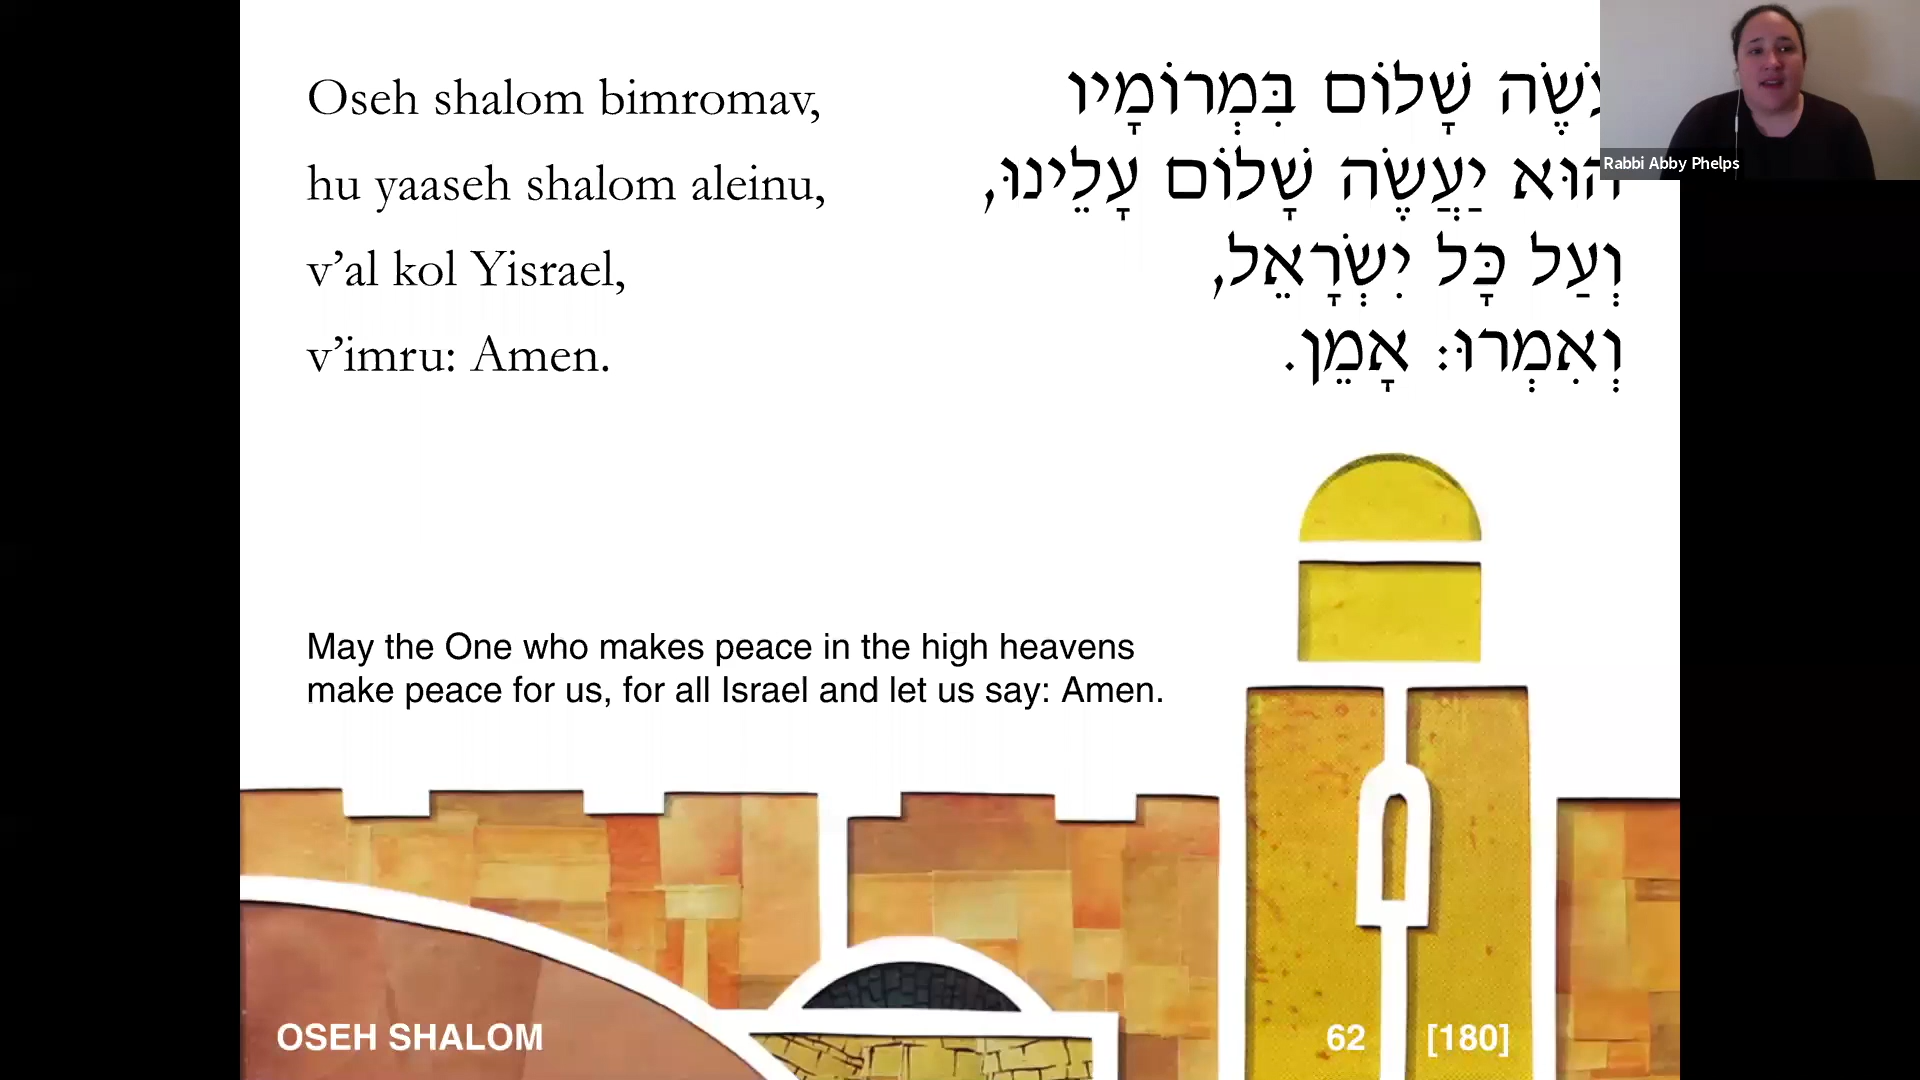 Oseh shalom bimromav,
hu yaaseh shalom aleinu,
v’al kol Yisrael,
v’imru: Amen.
שָׁלוֹם בִּמְרוֹמָיו
הוּא יַעֲשֶׂה שָׁלוֹם עָלֵינוּ,
וְעַל כָּל יִשְׂרָאֵל,
וְאִמְרוּ: אָמֵן.
May the One who makes peace in the high heavens
make peace for us, for all Israel and let us say: Amen.
OSEH SHALOM
62 [180]
Rabbi Abby Phelps